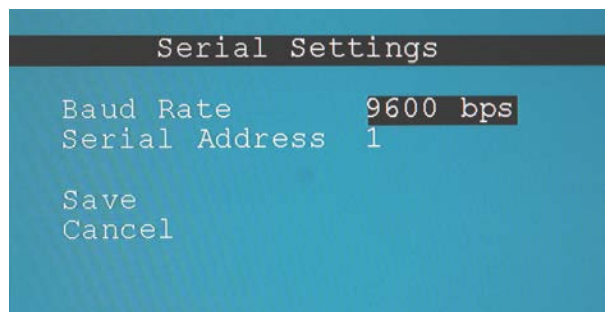 Serial Settings
Baud Rate 9600 bps
Serial Address 1
Save
Cancel